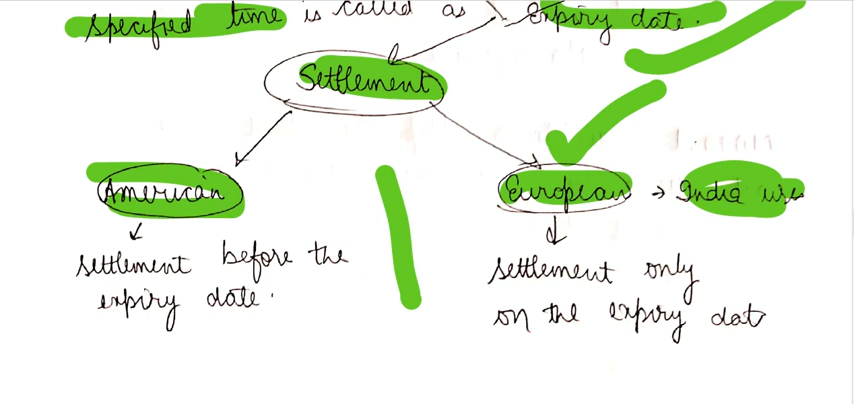 specified time is called as Expiry date.
Settlement
American
European → India uses
settlement before the
expiry date.
settlement only
on the expiry dat